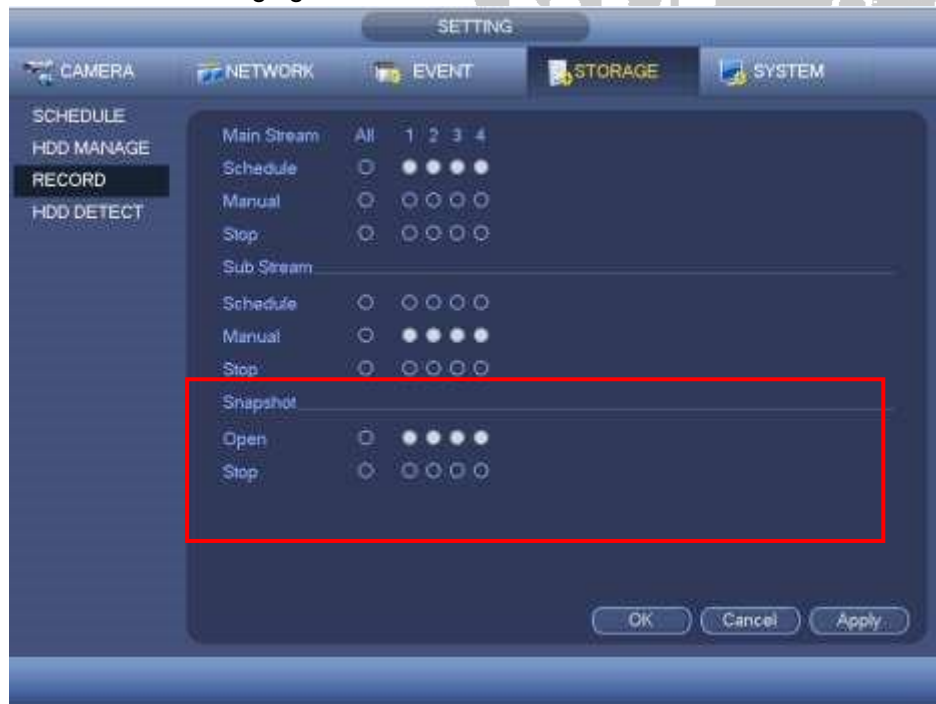 SETTING
CAMERA NETWORK EVENT STORAGE SYSTEM
SCHEDULE
HDD MANAGE
RECORD
HDD DETECT
Main Stream All 1 2 3 4
Schedule
Manual
Stop
Sub Stream
Schedule
Manual
Stop
Snapshot
Open
Stop
OK Cancel Apply